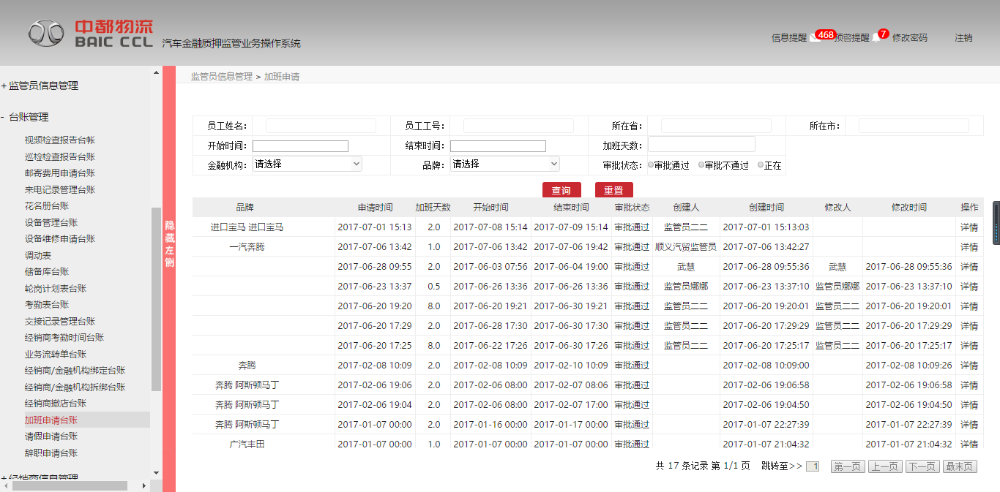 中都物流
BAIC CCL
汽车金融质押监管业务操作系统
信息提醒 468 预警提醒 7 修改密码 注销
+ 监管员信息管理
- 台账管理
视频检查报告台帐
巡检检查报告台账
邮寄费用申请台账
来电记录管理台账
花名册台账
设备管理台账
设备维修申请台账
调动表
储备库台账
轮岗计划表台账
考勤表台账
交接记录管理台账
经销商考勤时间台账
业务流转单台账
经销商/金融机构绑定台账
经销商/金融机构拆绑台账
经销商撤店台账
加班申请台账
请假申请台账
辞职申请台账
+ 经销商信息管理
隐藏左侧
监管员信息管理 > 加班申请
员工姓名: 员工工号: 所在省: 所在市:
开始时间: 结束时间: 加班天数:
金融机构: 请选择 品牌: 请选择 审批状态: 审批通过 审批不通过 正在
查询 重置
品牌 申请时间 加班天数 开始时间 结束时间 审批状态 创建人 创建时间 修改人 修改时间 操作
进口宝马 进口宝马 2017-07-01 15:13 2.0 2017-07-08 15:14 2017-07-09 15:14 审批通过 监管员二二 2017-07-01 15:13:03 详情
一汽奔腾 2017-07-06 13:42 1.0 2017-07-06 13:42 2017-07-06 19:42 审批通过 顺义汽贸监管员 2017-07-06 13:42:27 详情
2017-06-28 09:55 2.0 2017-06-03 07:56 2017-06-04 19:00 审批通过 武慧 2017-06-28 09:55:36 武慧 2017-06-28 09:55:36 详情
2017-06-23 13:37 0.5 2017-06-26 13:36 2017-06-26 13:36 审批通过 监管员娜娜 2017-06-23 13:37:10 监管员娜娜 2017-06-23 13:37:10 详情
2017-06-20 19:20 8.0 2017-06-20 19:21 2017-06-30 19:21 审批通过 监管员二二 2017-06-20 19:20:01 监管员二二 2017-06-20 19:20:01 详情
2017-06-20 17:29 2.0 2017-06-28 17:30 2017-06-30 17:30 审批通过 监管员二二 2017-06-20 17:29:29 监管员二二 2017-06-20 17:29:29 详情
2017-06-20 17:25 8.0 2017-06-22 17:26 2017-06-30 17:26 审批通过 监管员二二 2017-06-20 17:25:17 监管员二二 2017-06-20 17:25:17 详情
奔腾 2017-02-08 10:09 2.0 2017-02-08 10:09 2017-02-10 10:09 审批通过 2017-02-08 10:09:00 2017-02-08 10:09:26 详情
奔腾 阿斯顿马丁 2017-02-06 19:06 2.0 2017-02-06 08:00 2017-02-07 08:06 审批通过 2017-02-06 19:06:58 2017-02-06 19:06:58 详情
奔腾 阿斯顿马丁 2017-02-06 19:04 2.0 2017-02-06 08:00 2017-02-07 17:00 审批通过 2017-02-06 19:04:50 2017-02-06 19:04:50 详情
奔腾 阿斯顿马丁 2017-01-07 00:00 2.0 2017-01-16 00:00 2017-01-17 00:00 审批通过 2017-01-07 22:27:39 2017-01-07 22:27:39 详情
广汽丰田 2017-01-07 00:00 1.0 2017-01-07 00:00 2017-01-07 00:00 审批通过 2017-01-07 21:04:32 2017-01-07 21:04:32 详情
共 17 条记录 第 1/1 页 跳转至>> 1 第一页 上一页 下一页 最末页